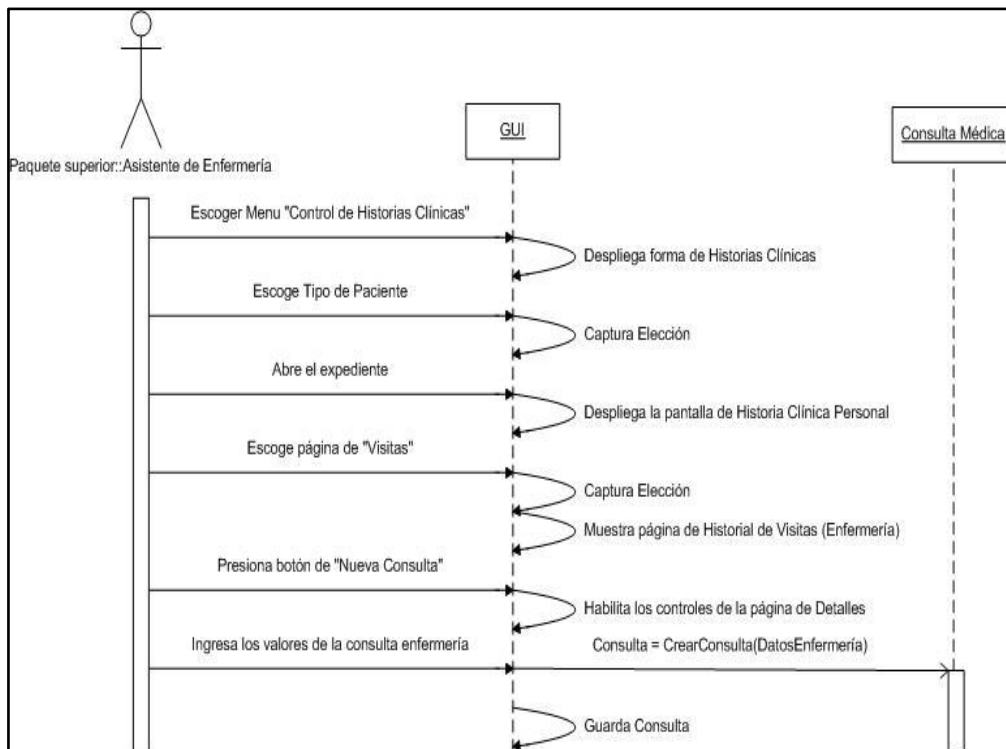 GUI
Consulta Médica
Paquete superior::Asistente de Enfermería
Escoger Menu "Control de Historias Clínicas"
Despliega forma de Historias Clínicas
Escoge Tipo de Paciente
Captura Elección
Abre el expediente
Despliega la pantalla de Historia Clínica Personal
Escoge página de "Visitas"
Captura Elección
Muestra página de Historial de Visitas (Enfermería)
Presiona botón de "Nueva Consulta"
Habilita los controles de la página de Detalles
Ingresa los valores de la consulta enfermería
Consulta = CrearConsulta(DatosEnfermería)
Guarda Consulta